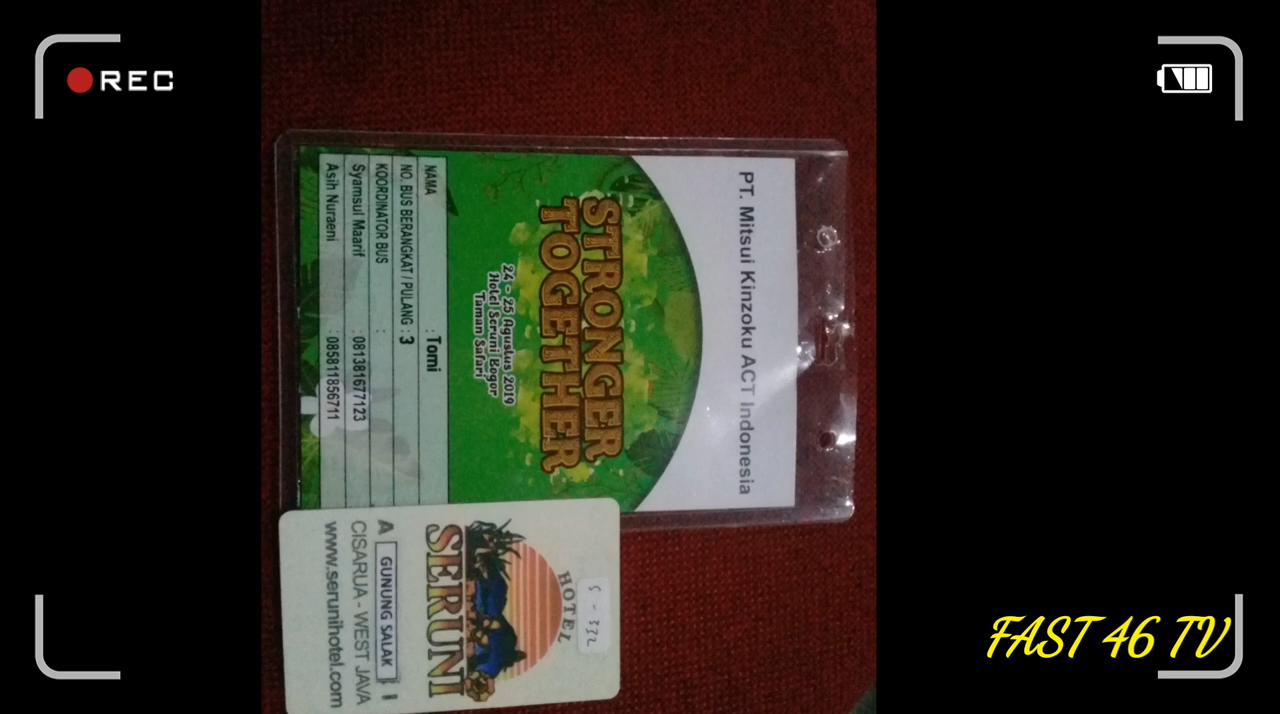 REC
PT. Mitsui Kinzoku ACT Indonesia
STRONGER
TOGETHER
24 - 25 Agustus 2019
Hotel Seruni Bogor
Taman Safari
NAMA : Tomi
NO. BUS BERANGKAT / PULANG : 3
KOORDINATOR BUS :
Syamsul Maarif : 081381677123
Asih Nuraeni : 085811856711
S - 332
HOTEL
SERUNI
GUNUNG SALAK
CISARUA - WEST JAVA
www.serunihotel.com
FAST 46 TV